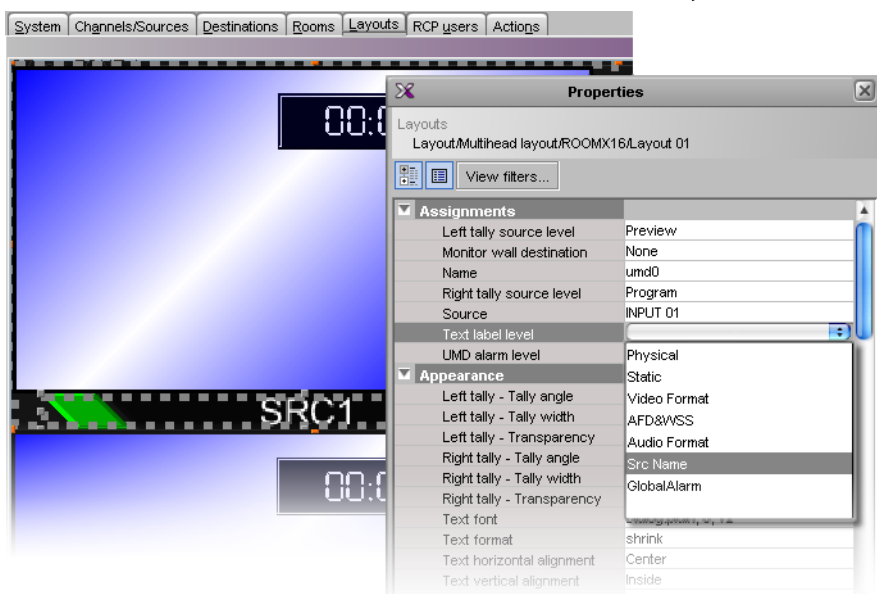 System Channels/Sources Destinations Rooms Layouts RCP users Actions
Properties
Layouts
Layout/Multihead layout/ROOMX16/Layout 01
View filters...
Assignments
Left tally source level Preview
Monitor wall destination None
Name umd0
Right tally source level Program
Source INPUT 01
Text label level
UMD alarm level
Physical
Static
Video Format
AFD&WSS
Audio Format
Src Name
GlobalAlarm
Appearance
Left tally - Tally angle
Left tally - Tally width
Left tally - Transparency
Right tally - Tally angle
Right tally - Tally width
Right tally - Transparency
Text font
Text format shrink
Text horizontal alignment Center
Text vertical alignment Inside
00:0
SRC1
00:0